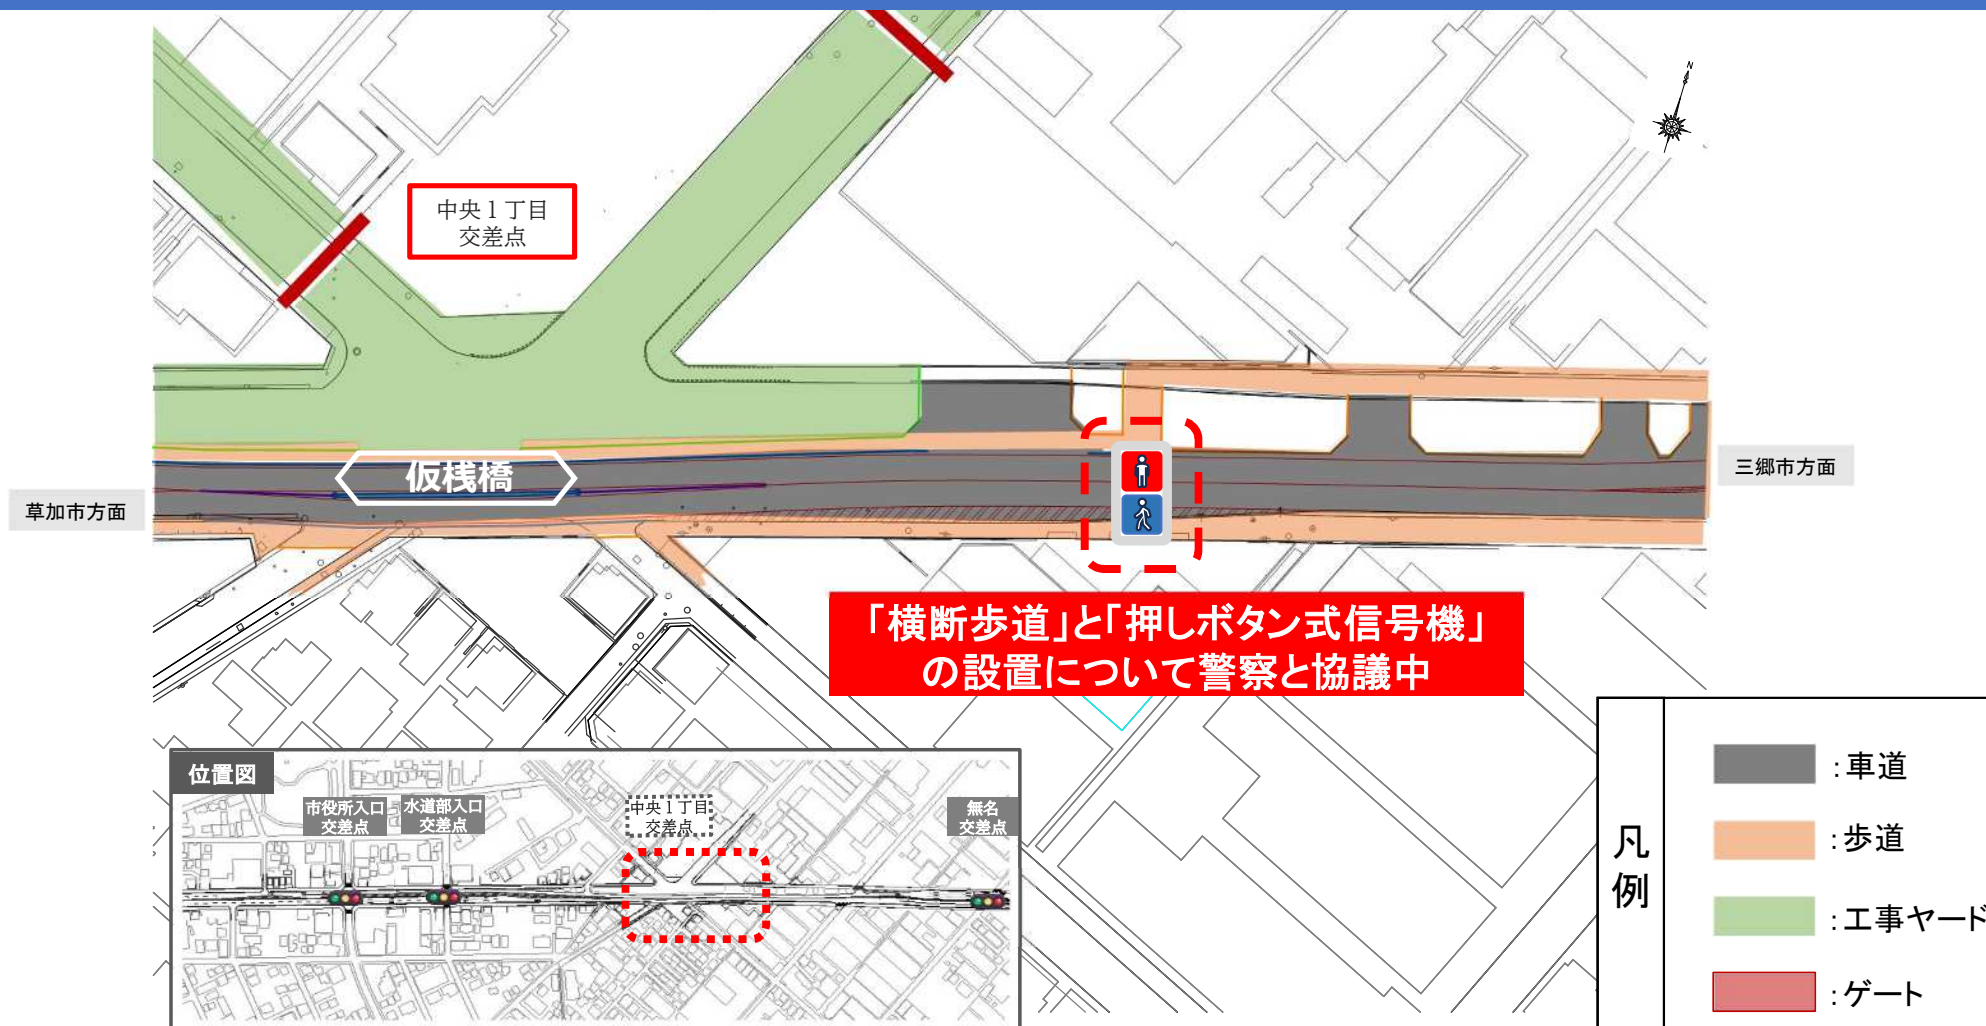 N
中央１丁目
交差点
仮桟橋
草加市方面
三郷市方面
「横断歩道」と「押しボタン式信号機」
の設置について警察と協議中
位置図
市役所入口
交差点
水道部入口
交差点
中央１丁目
交差点
無名
交差点
凡例
：車道
：歩道
：工事ヤード
：ゲート